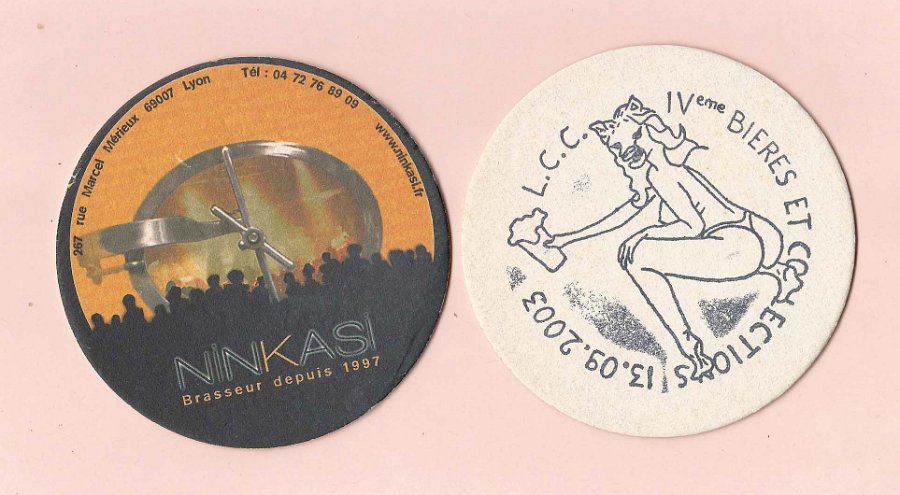 267 rue Marcel Mérieux 69007 Lyon
Tél : 04 72 76 89 09
www.ninkasi.fr
NiNKASi
Brasseur depuis 1997
L.C.C.
IVeme BIERES ET COLLECTIONS
13.09.2003